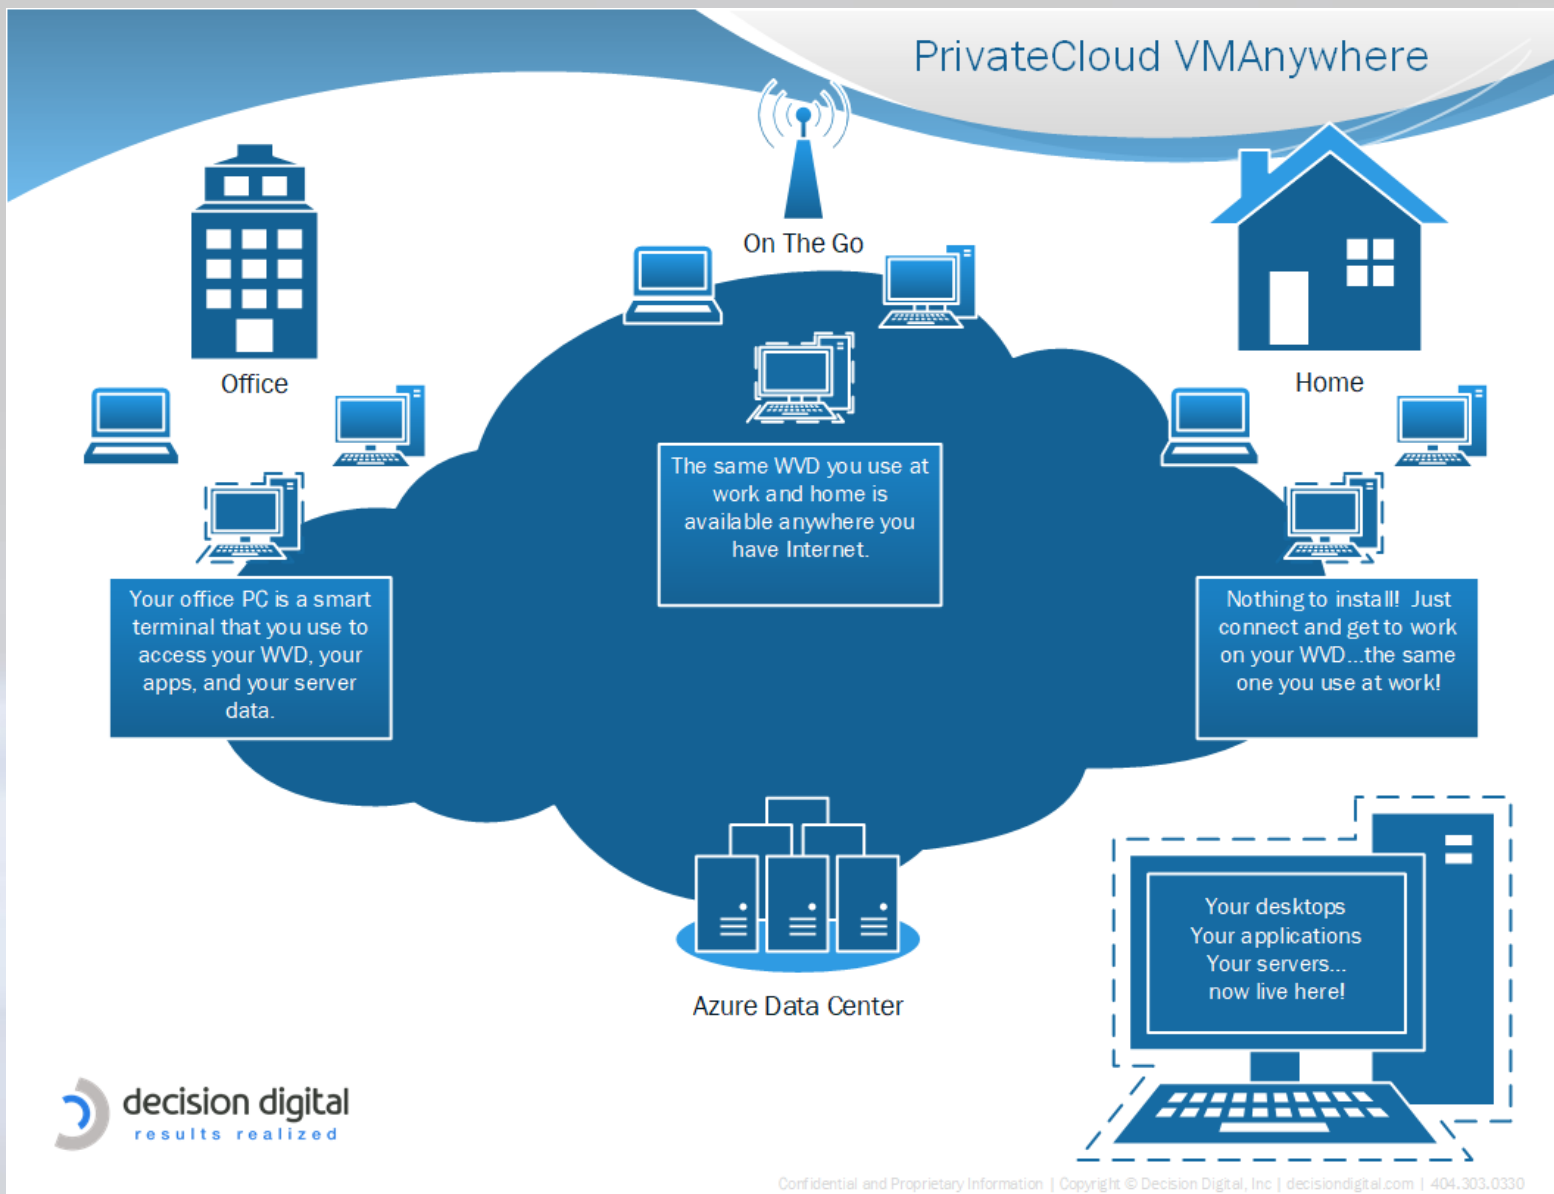 PrivateCloud VMAnywhere
On The Go
Office
Home
The same WVD you use at
work and home is
available anywhere you
have Internet.
Your office PC is a smart
terminal that you use to
access your WVD, your
apps, and your server
data.
Nothing to install!  Just
connect and get to work
on your WVD...the same
one you use at work!
Your desktops
Your applications
Your servers...
now live here!
Azure Data Center
decision digital
results realized
Confidential and Proprietary Information | Copyright © Decision Digital, Inc | decisiondigital.com | 404.303.0330